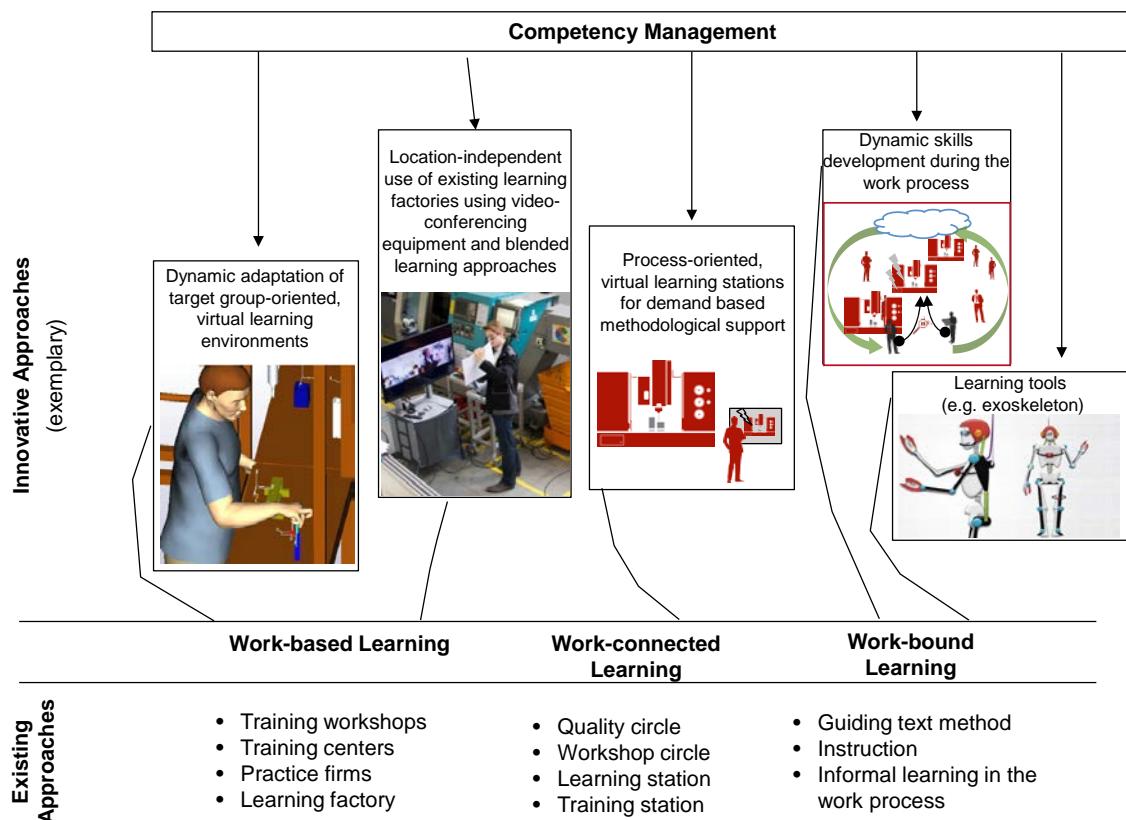 Competency Management
Innovative Approaches
(exemplary)
Dynamic adaptation of
target group-oriented,
virtual learning
environments
Location-independent
use of existing learning
factories using video-
conferencing
equipment and blended
learning approaches
Process-oriented,
virtual learning stations
for demand based
methodological support
Dynamic skills
development during the
work process
Learning tools
(e.g. exoskeleton)
Work-based Learning
Work-connected
Learning
Work-bound
Learning
Existing
Approaches
• Training workshops
• Training centers
• Practice firms
• Learning factory
• Quality circle
• Workshop circle
• Learning station
• Training station
• Guiding text method
• Instruction
• Informal learning in the
work process